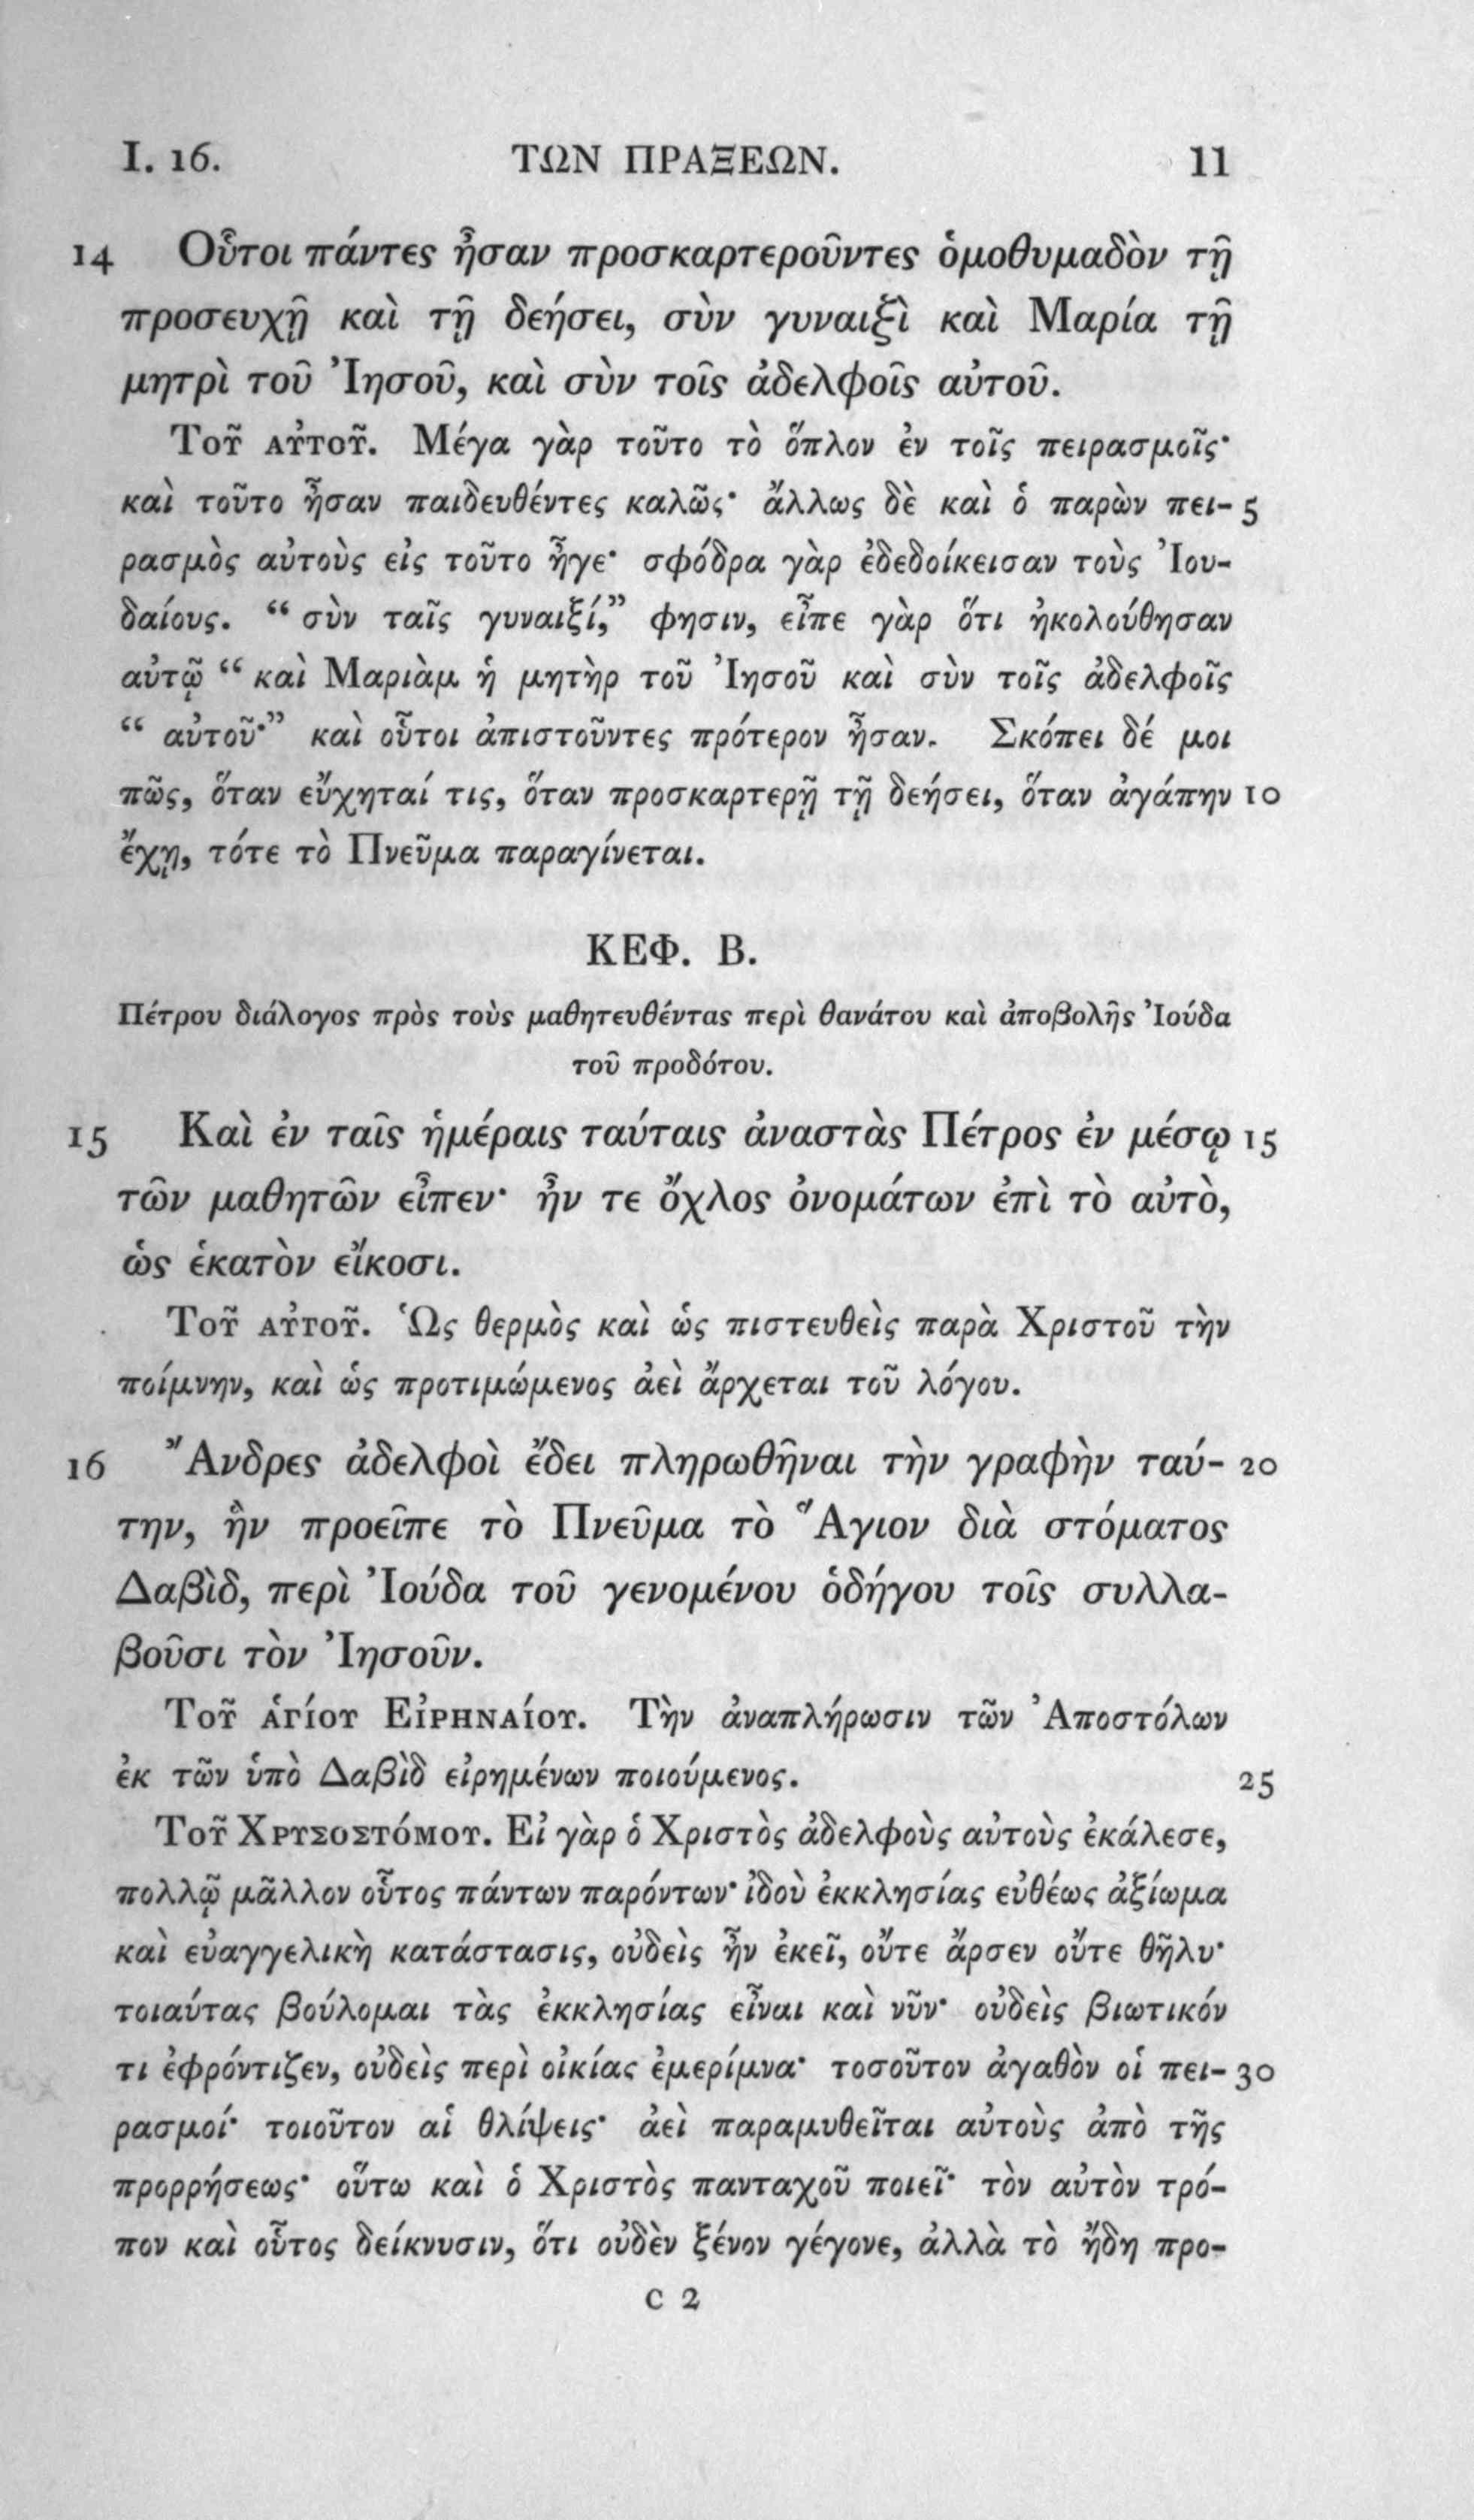 I. 16. ΤΩΝ ΠΡΑΞΕΩΝ. 11
14 Οὗτοι πάντες ἦσαν προσκαρτεροῦντες ὁμοθυμαδὸν τῇ
προσευχῇ καὶ τῇ δεήσει, σὺν γυναιξὶ καὶ Μαρία τῇ
μητρὶ τοῦ Ἰησοῦ, καὶ σὺν τοῖς ἀδελφοῖς αὐτοῦ.
Τοῦ αὐτοῦ. Μέγα γὰρ τοῦτο τὸ ὅπλον ἐν τοῖς πειρασμοῖς·
καὶ τοῦτο ἦσαν παιδευθέντες καλῶς· ἄλλως δὲ καὶ ὁ παρὼν πει- 5
ρασμὸς αὐτοὺς εἰς τοῦτο ἦγε· σφόδρα γὰρ ἐδεδοίκεισαν τοὺς Ἰου-
δαίους. “ σὺν ταῖς γυναιξί,” φησιν, εἶπε γὰρ ὅτι ἠκολούθησαν
αὐτῷ “ καὶ Μαριὰμ ἡ μητὴρ τοῦ Ἰησοῦ καὶ σὺν τοῖς ἀδελφοῖς
“ αὐτοῦ·” καὶ οὗτοι ἀπιστοῦντες πρότερον ἦσαν. Σκόπει δέ μοι
πῶς, ὅταν εὔχηταί τις, ὅταν προσκαρτερῇ τῇ δεήσει, ὅταν ἀγάπην 10
ἔχῃ, τότε τὸ Πνεῦμα παραγίνεται.
ΚΕΦ. Β.
Πέτρου διάλογος πρὸς τοὺς μαθητευθέντας περὶ θανάτου καὶ ἀποβολῆς Ἰούδα
τοῦ προδότου.
15 Καὶ ἐν ταῖς ἡμέραις ταύταις ἀναστὰς Πέτρος ἐν μέσῳ 15
τῶν μαθητῶν εἶπεν· ἦν τε ὄχλος ὀνομάτων ἐπὶ τὸ αὐτὸ,
ὡς ἑκατὸν εἴκοσι.
Τοῦ αὐτοῦ. Ὡς θερμὸς καὶ ὡς πιστευθεὶς παρὰ Χριστοῦ τὴν
ποίμνην, καὶ ὡς προτιμώμενος ἀεὶ ἄρχεται τοῦ λόγου.
16 Ἄνδρες ἀδελφοὶ ἔδει πληρωθῆναι τὴν γραφὴν ταύ- 20
την, ἣν προεῖπε τὸ Πνεῦμα τὸ Ἅγιον διὰ στόματος
Δαβὶδ, περὶ Ἰούδα τοῦ γενομένου ὁδήγου τοῖς συλλα-
βοῦσι τὸν Ἰησοῦν.
Τοῦ ἁγίου Εἰρηναίου. Τὴν ἀναπλήρωσιν τῶν Ἀποστόλων
ἐκ τῶν ὑπὸ Δαβὶδ εἰρημένων ποιούμενος. 25
Τοῦ Χρυσοστόμου. Εἰ γὰρ ὁ Χριστὸς ἀδελφοὺς αὐτοὺς ἐκάλεσε,
πολλῷ μᾶλλον οὗτος πάντων παρόντων· ἰδοὺ ἐκκλησίας εὐθέως ἀξίωμα
καὶ εὐαγγελικὴ κατάστασις, οὐδεὶς ἦν ἐκεῖ, οὔτε ἄρσεν οὔτε θῆλυ·
τοιαύτας βούλομαι τὰς ἐκκλησίας εἶναι καὶ νῦν· οὐδεὶς βιωτικόν
τι ἐφρόντιζεν, οὐδεὶς περὶ οἰκίας ἐμερίμνα· τοσοῦτον ἀγαθὸν οἱ πει- 30
ρασμοί· τοιοῦτον αἱ θλίψεις· ἀεὶ παραμυθεῖται αὐτοὺς ἀπὸ τῆς
προρρήσεως· οὕτω καὶ ὁ Χριστὸς πανταχοῦ ποιεῖ· τὸν αὐτὸν τρό-
πον καὶ οὗτος δείκνυσιν, ὅτι οὐδὲν ξένον γέγονε, ἀλλὰ τὸ ἤδη προ-
C 2